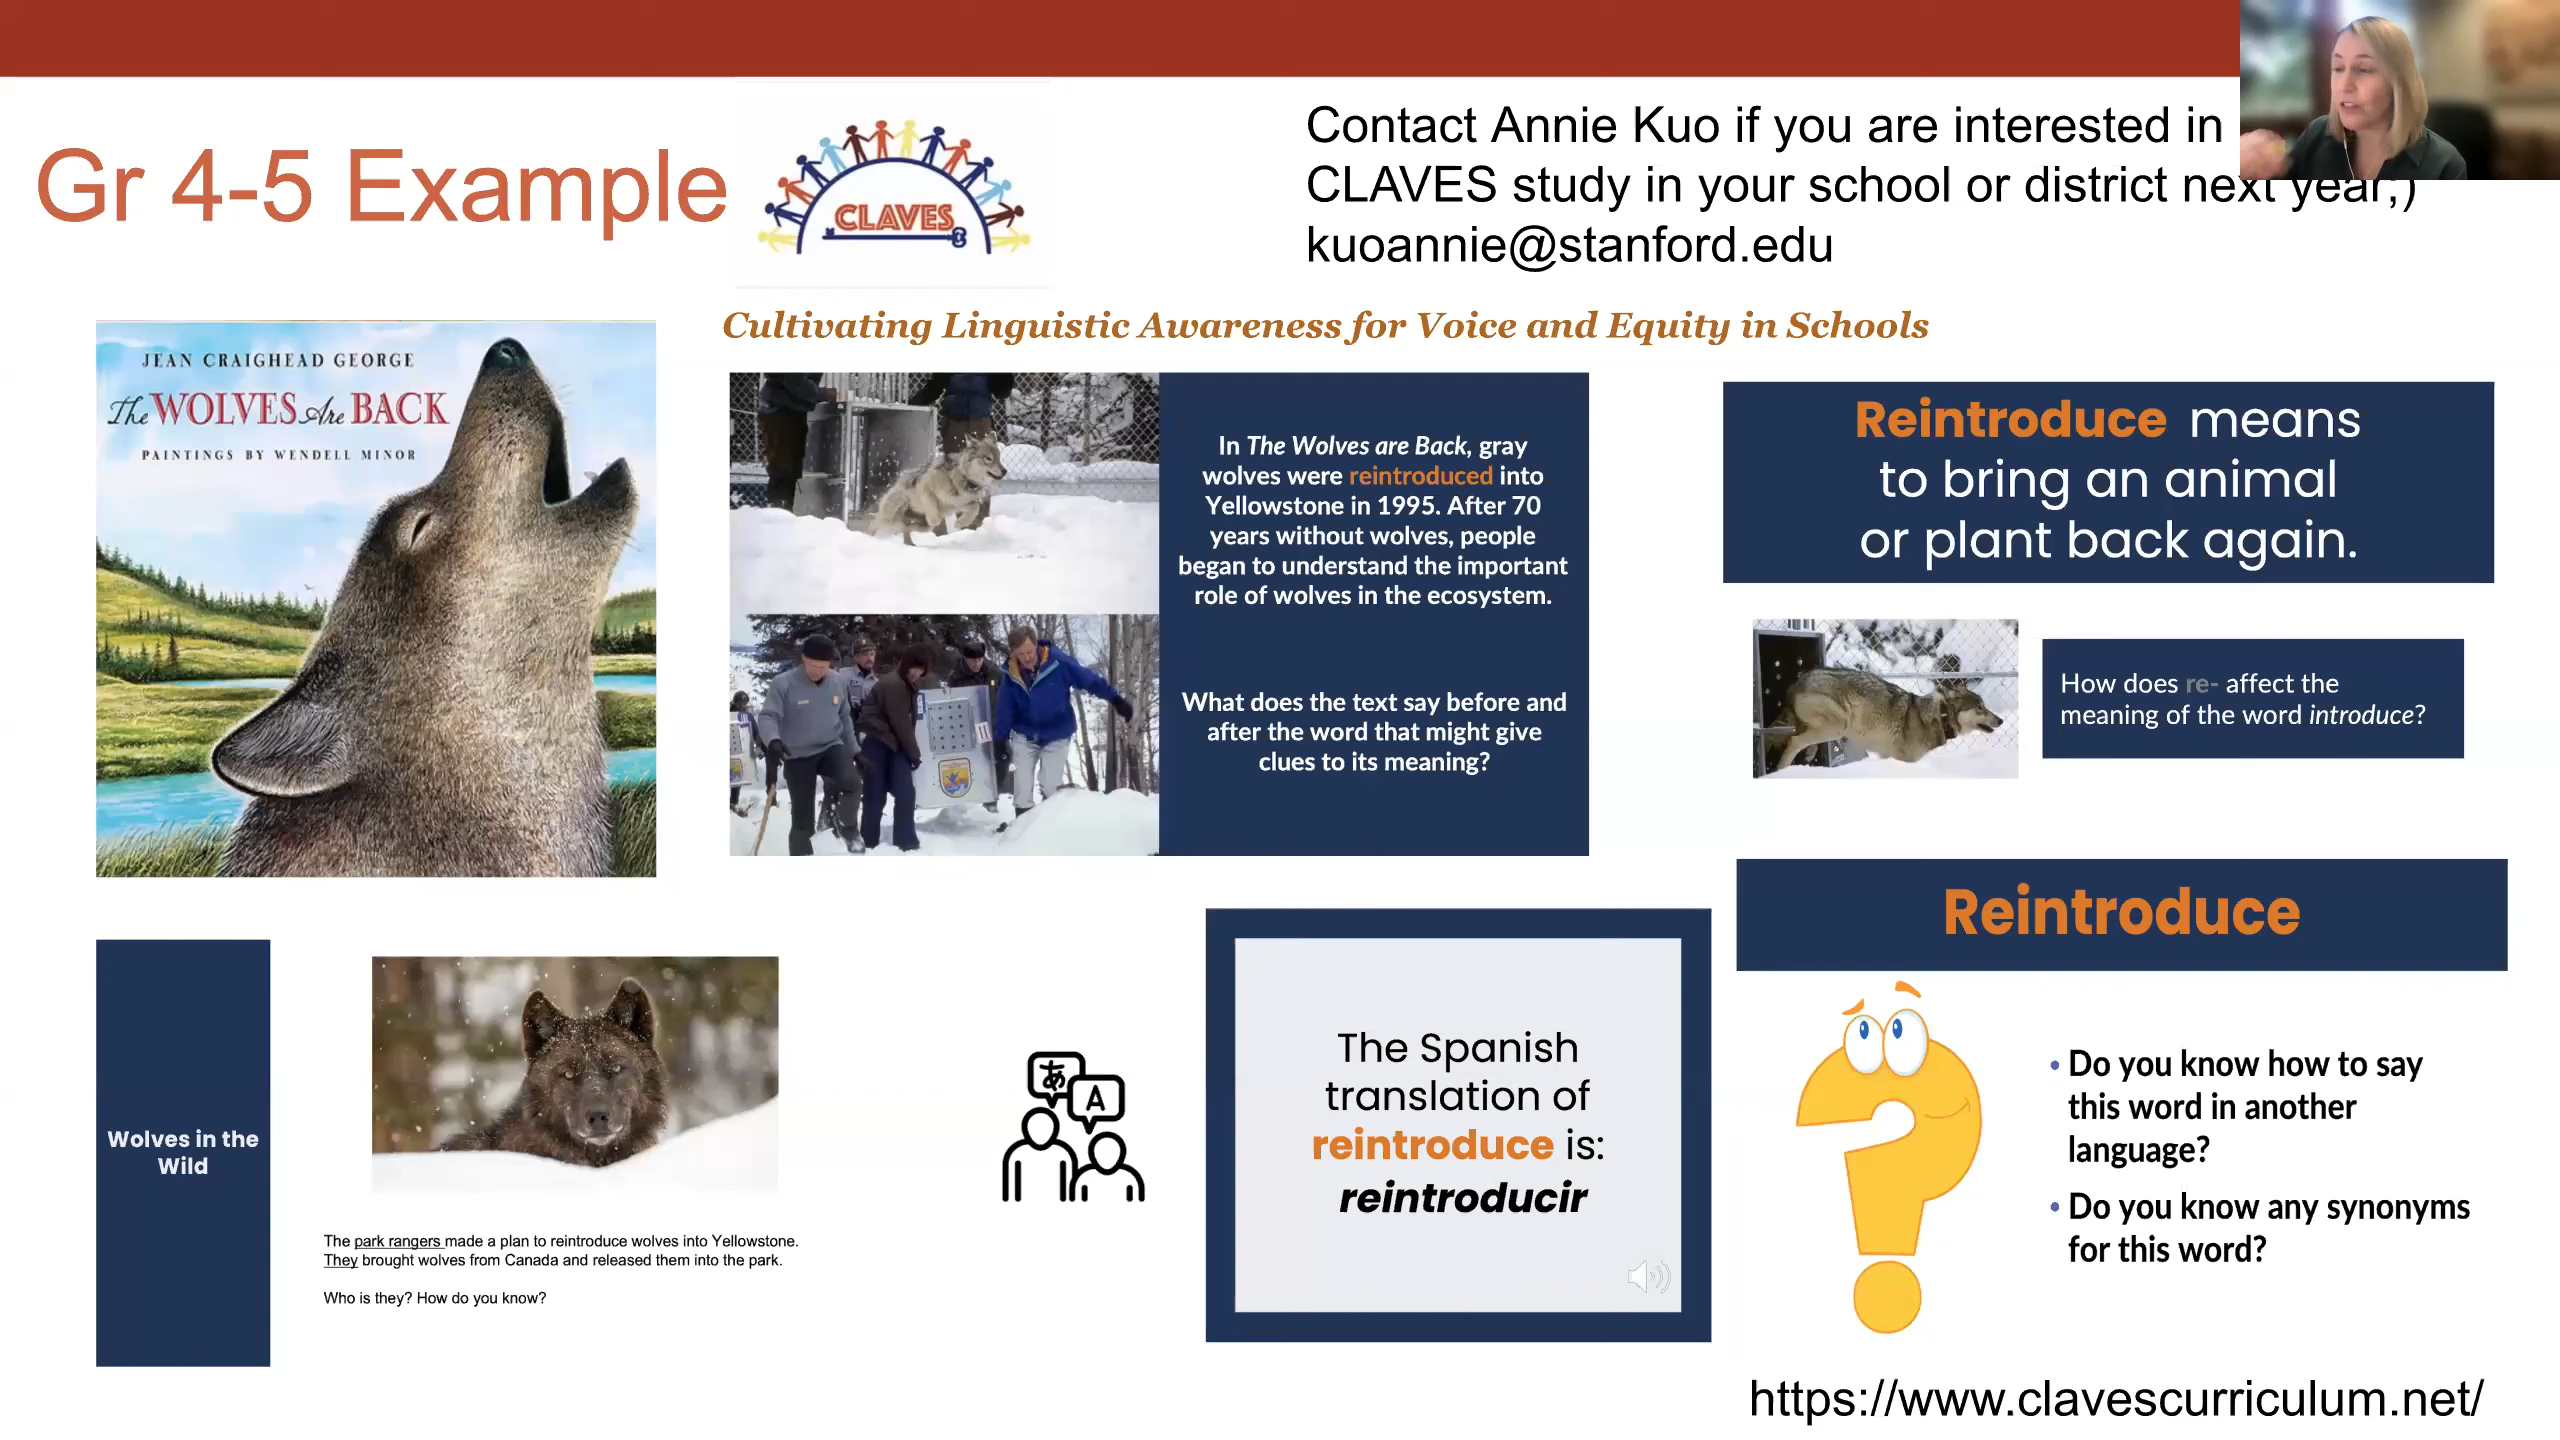 Gr 4-5 Example
CLAVES
Contact Annie Kuo if you are interested in
CLAVES study in your school or district next year;)
kuoannie@stanford.edu
Cultivating Linguistic Awareness for Voice and Equity in Schools
JEAN CRAIGHEAD GEORGE
The WOLVES Are BACK
PAINTINGS BY WENDELL MINOR
In The Wolves are Back, gray
wolves were reintroduced into
Yellowstone in 1995. After 70
years without wolves, people
began to understand the important
role of wolves in the ecosystem.
What does the text say before and
after the word that might give
clues to its meaning?
Reintroduce means
to bring an animal
or plant back again.
How does re- affect the
meaning of the word introduce?
Wolves in the
Wild
The park rangers made a plan to reintroduce wolves into Yellowstone.
They brought wolves from Canada and released them into the park.
Who is they? How do you know?
あ
A
The Spanish
translation of
reintroduce is:
reintroducir
Reintroduce
• Do you know how to say
this word in another
language?
• Do you know any synonyms
for this word?
https://www.clavescurriculum.net/